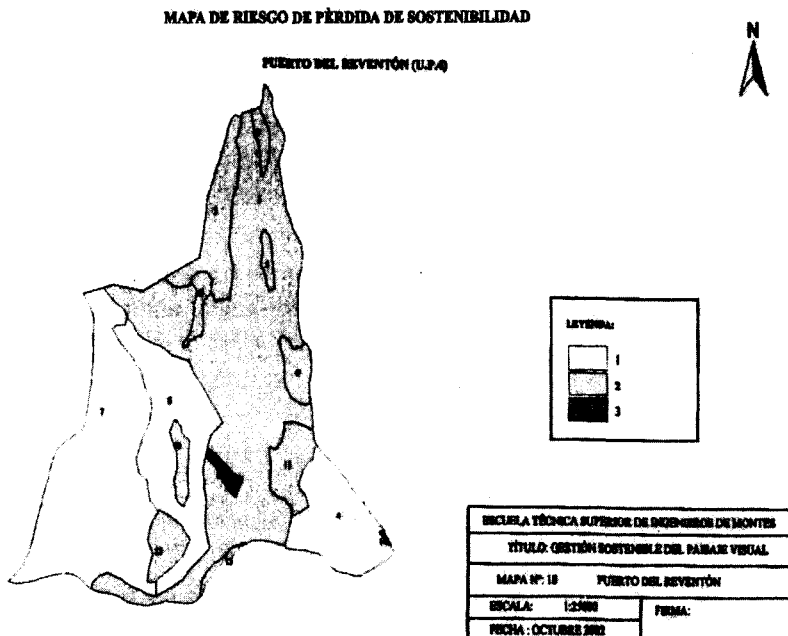 MAPA DE RIESGO DE PÈRDIDA DE SOSTENIBILIDAD
N
PUERTO DEL REVENTÓN (U.P.4)
7
4
LEYENDA:
1
2
3
ESCUELA TÉCNICA SUPERIOR DE INGENIEROS DE MONTES
TÍTULO: GESTIÓN SOSTENIBLE DEL PAISAJE VISUAL
MAPA Nº: 18 PUERTO DEL REVENTÓN
ESCALA: 1:25000
FIRMA:
FECHA : OCTUBRE 2002